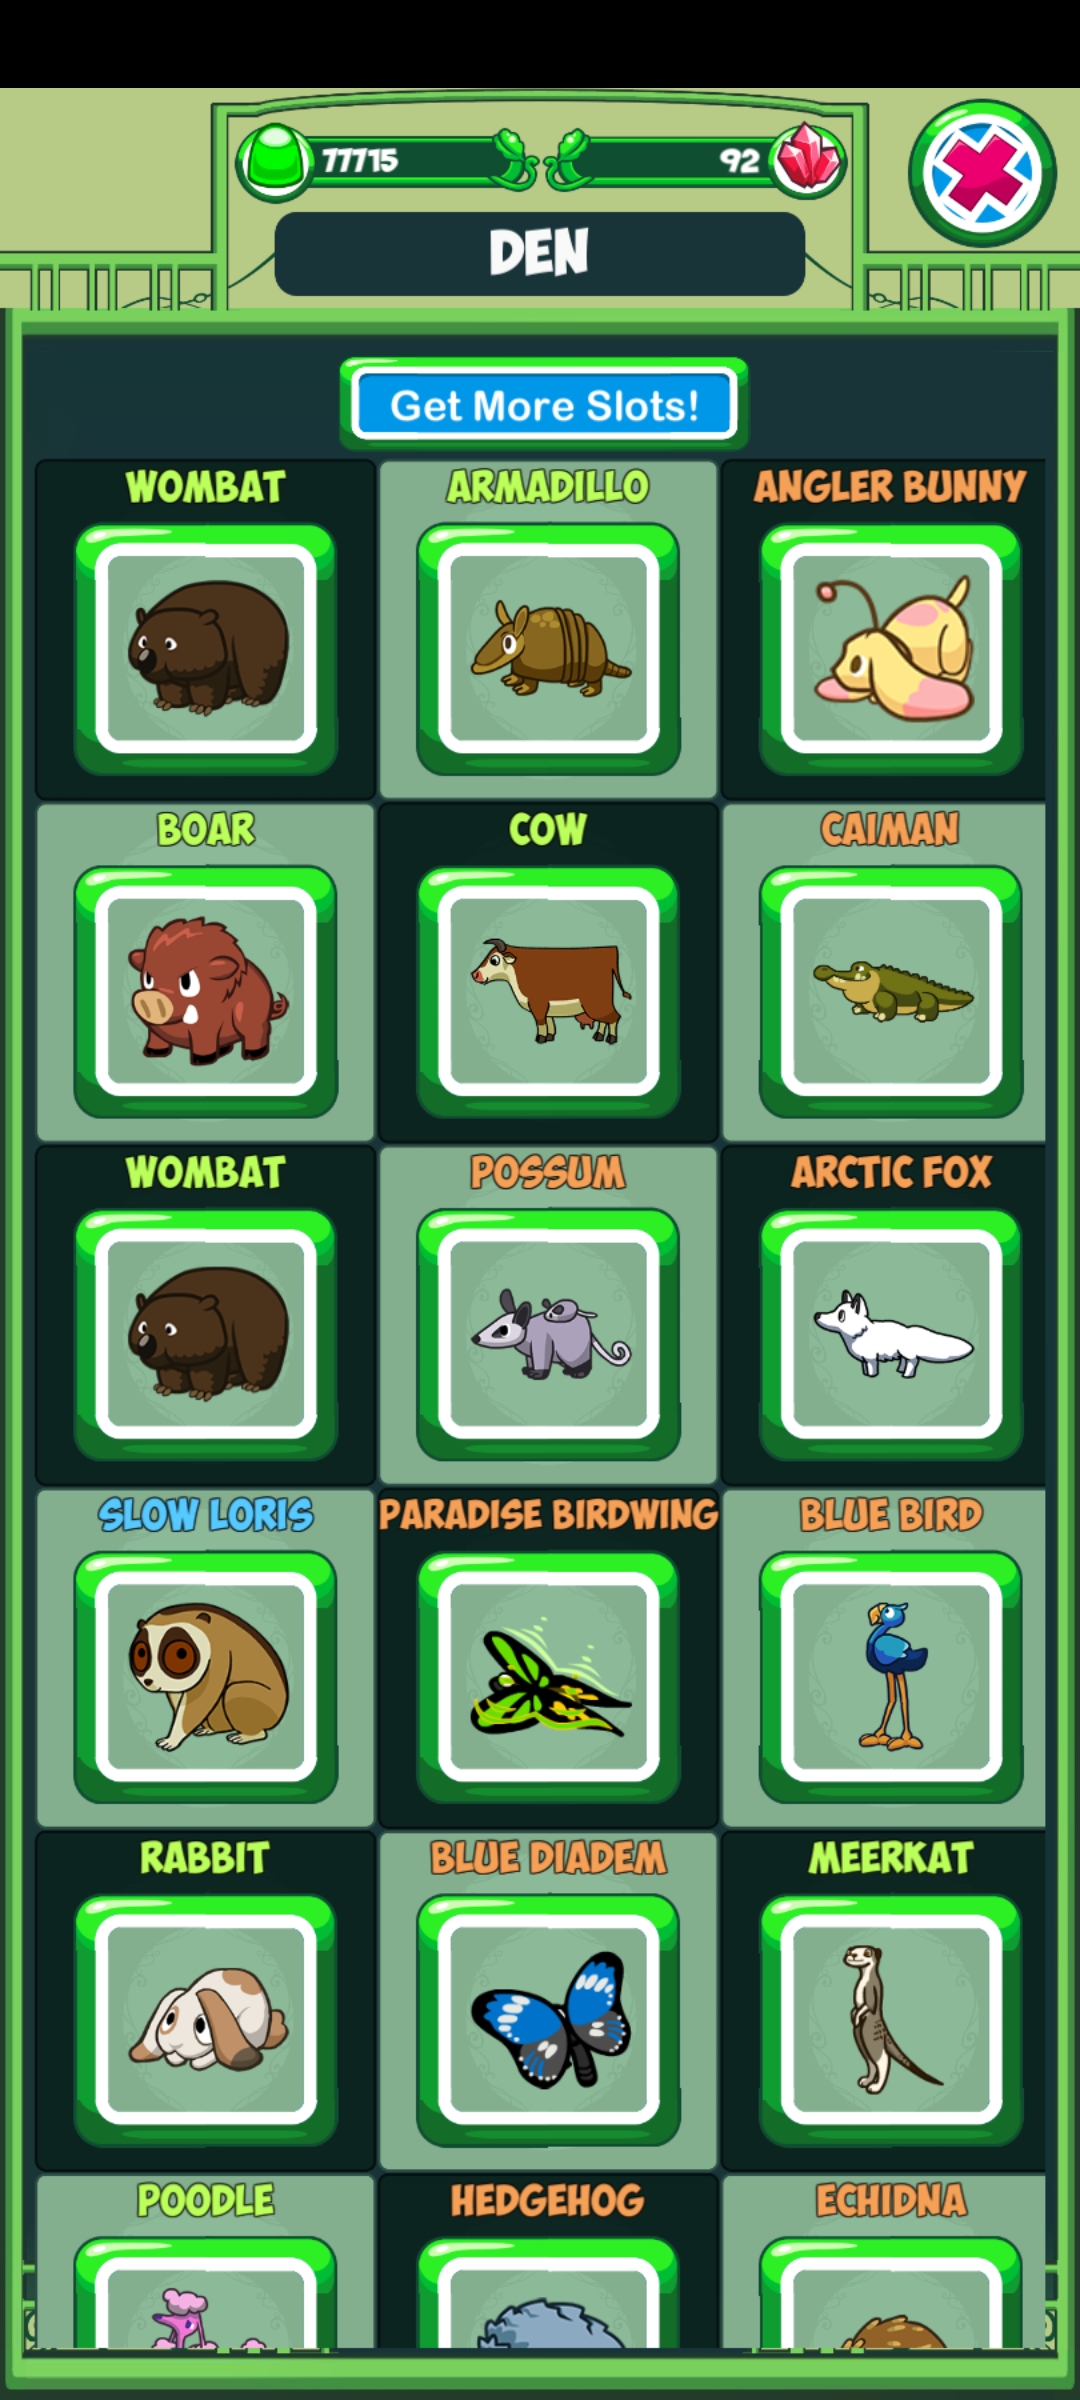 77715
92
DEN
Get More Slots!
WOMBAT
ARMADILLO
ANGLER BUNNY
BOAR
COW
CAIMAN
WOMBAT
POSSUM
ARCTIC FOX
SLOW LORIS
PARADISE BIRDWING
BLUE BIRD
RABBIT
BLUE DIADEM
MEERKAT
POODLE
HEDGEHOG
ECHIDNA